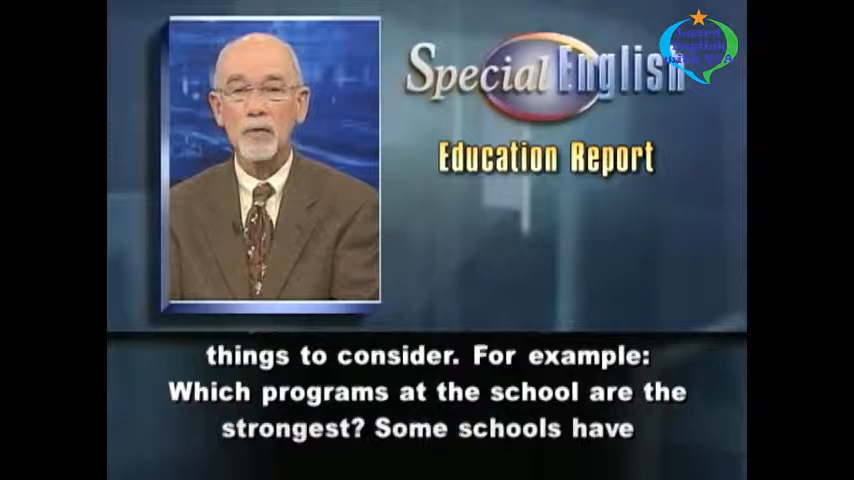 Special English
Education Report
things to consider. For example:
Which programs at the school are the
strongest? Some schools have